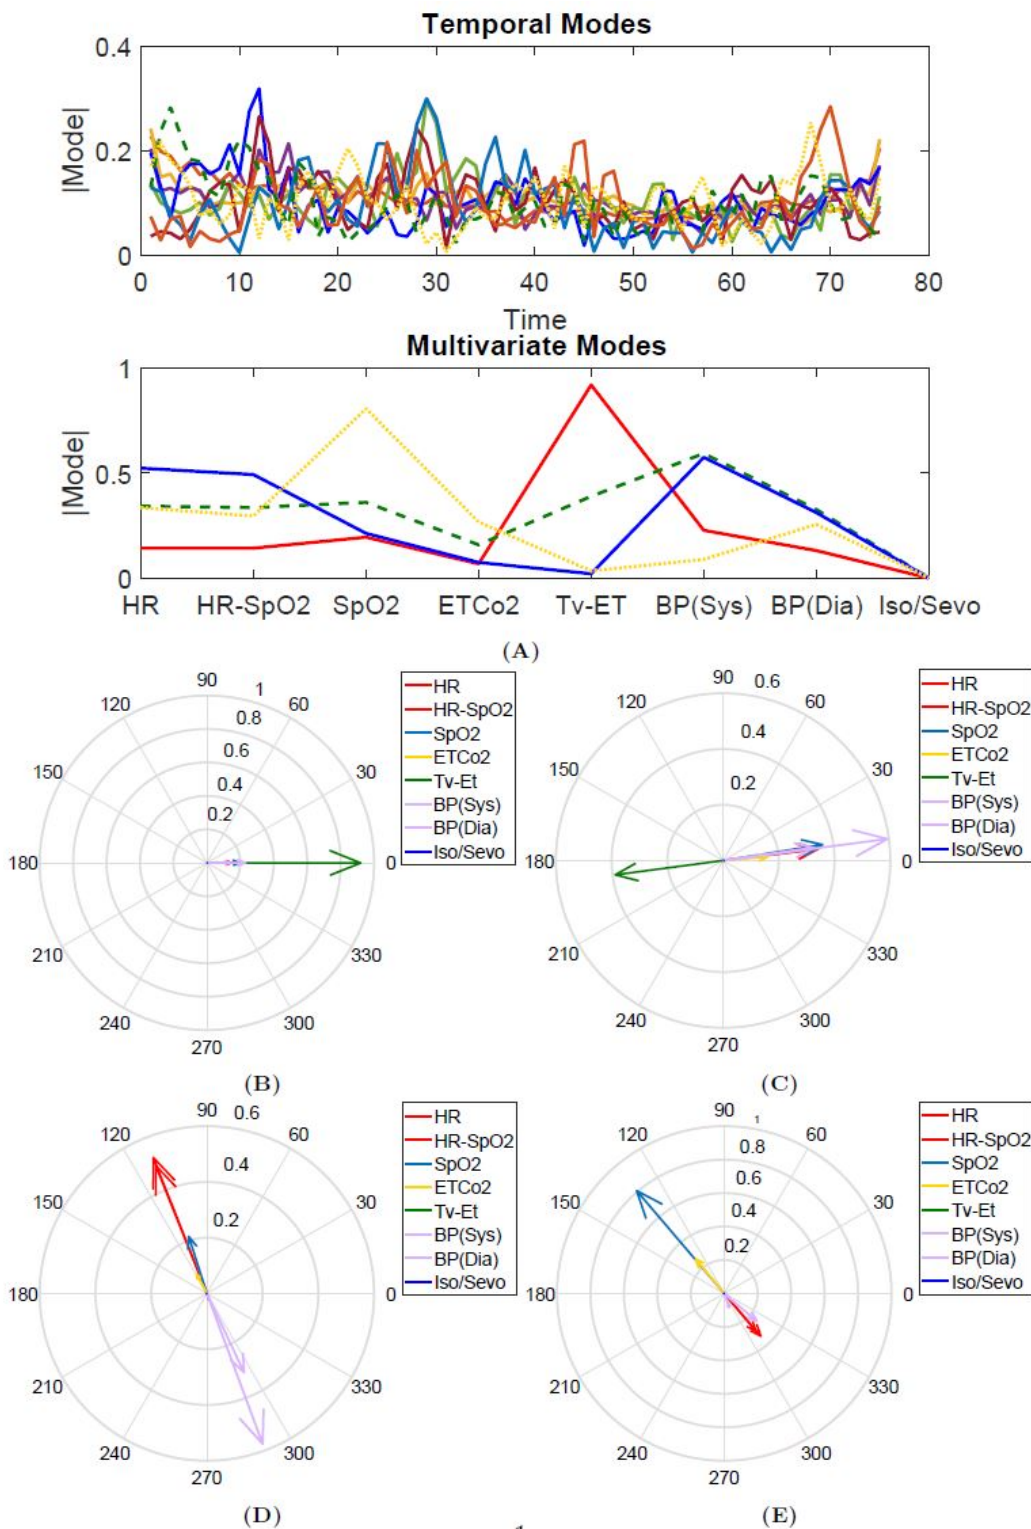 Temporal Modes
0.4
0.2
0
|Mode|
0 10 20 30 40 50 60 70 80
Time
Multivariate Modes
1
0.5
0
|Mode|
HR HR-SpO2 SpO2 ETCo2 Tv-ET BP(Sys) BP(Dia) Iso/Sevo
(A)
90
120 60
150 30
180 0
210 330
240 300
270
1
0.8
0.6
0.4
0.2
HR
HR-SpO2
SpO2
ETCo2
Tv-Et
BP(Sys)
BP(Dia)
Iso/Sevo
(B)
90
120 60
150 30
180 0
210 330
240 300
270
0.6
0.4
0.2
HR
HR-SpO2
SpO2
ETCo2
Tv-Et
BP(Sys)
BP(Dia)
Iso/Sevo
(C)
90
120 60
150 30
180 0
210 330
240 300
270
0.6
0.4
0.2
HR
HR-SpO2
SpO2
ETCo2
Tv-Et
BP(Sys)
BP(Dia)
Iso/Sevo
(D)
90
120 60
150 30
180 0
210 330
240 300
270
1
0.8
0.6
0.4
0.2
HR
HR-SpO2
SpO2
ETCo2
Tv-Et
BP(Sys)
BP(Dia)
Iso/Sevo
(E)